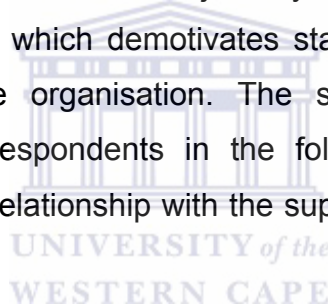 which demotivates sta
organisation. The s
espondents in the fol
elationship with the sup
UNIVERSITY of the
WESTERN CAPE